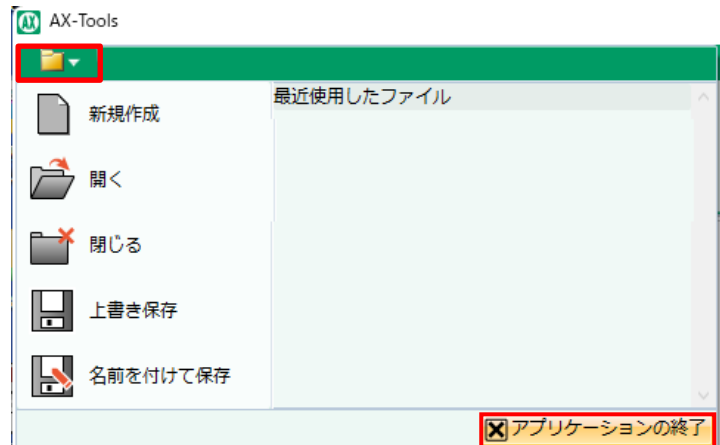 AX AX-Tools
最近使用したファイル
新規作成
開く
閉じる
上書き保存
名前を付けて保存
アプリケーションの終了